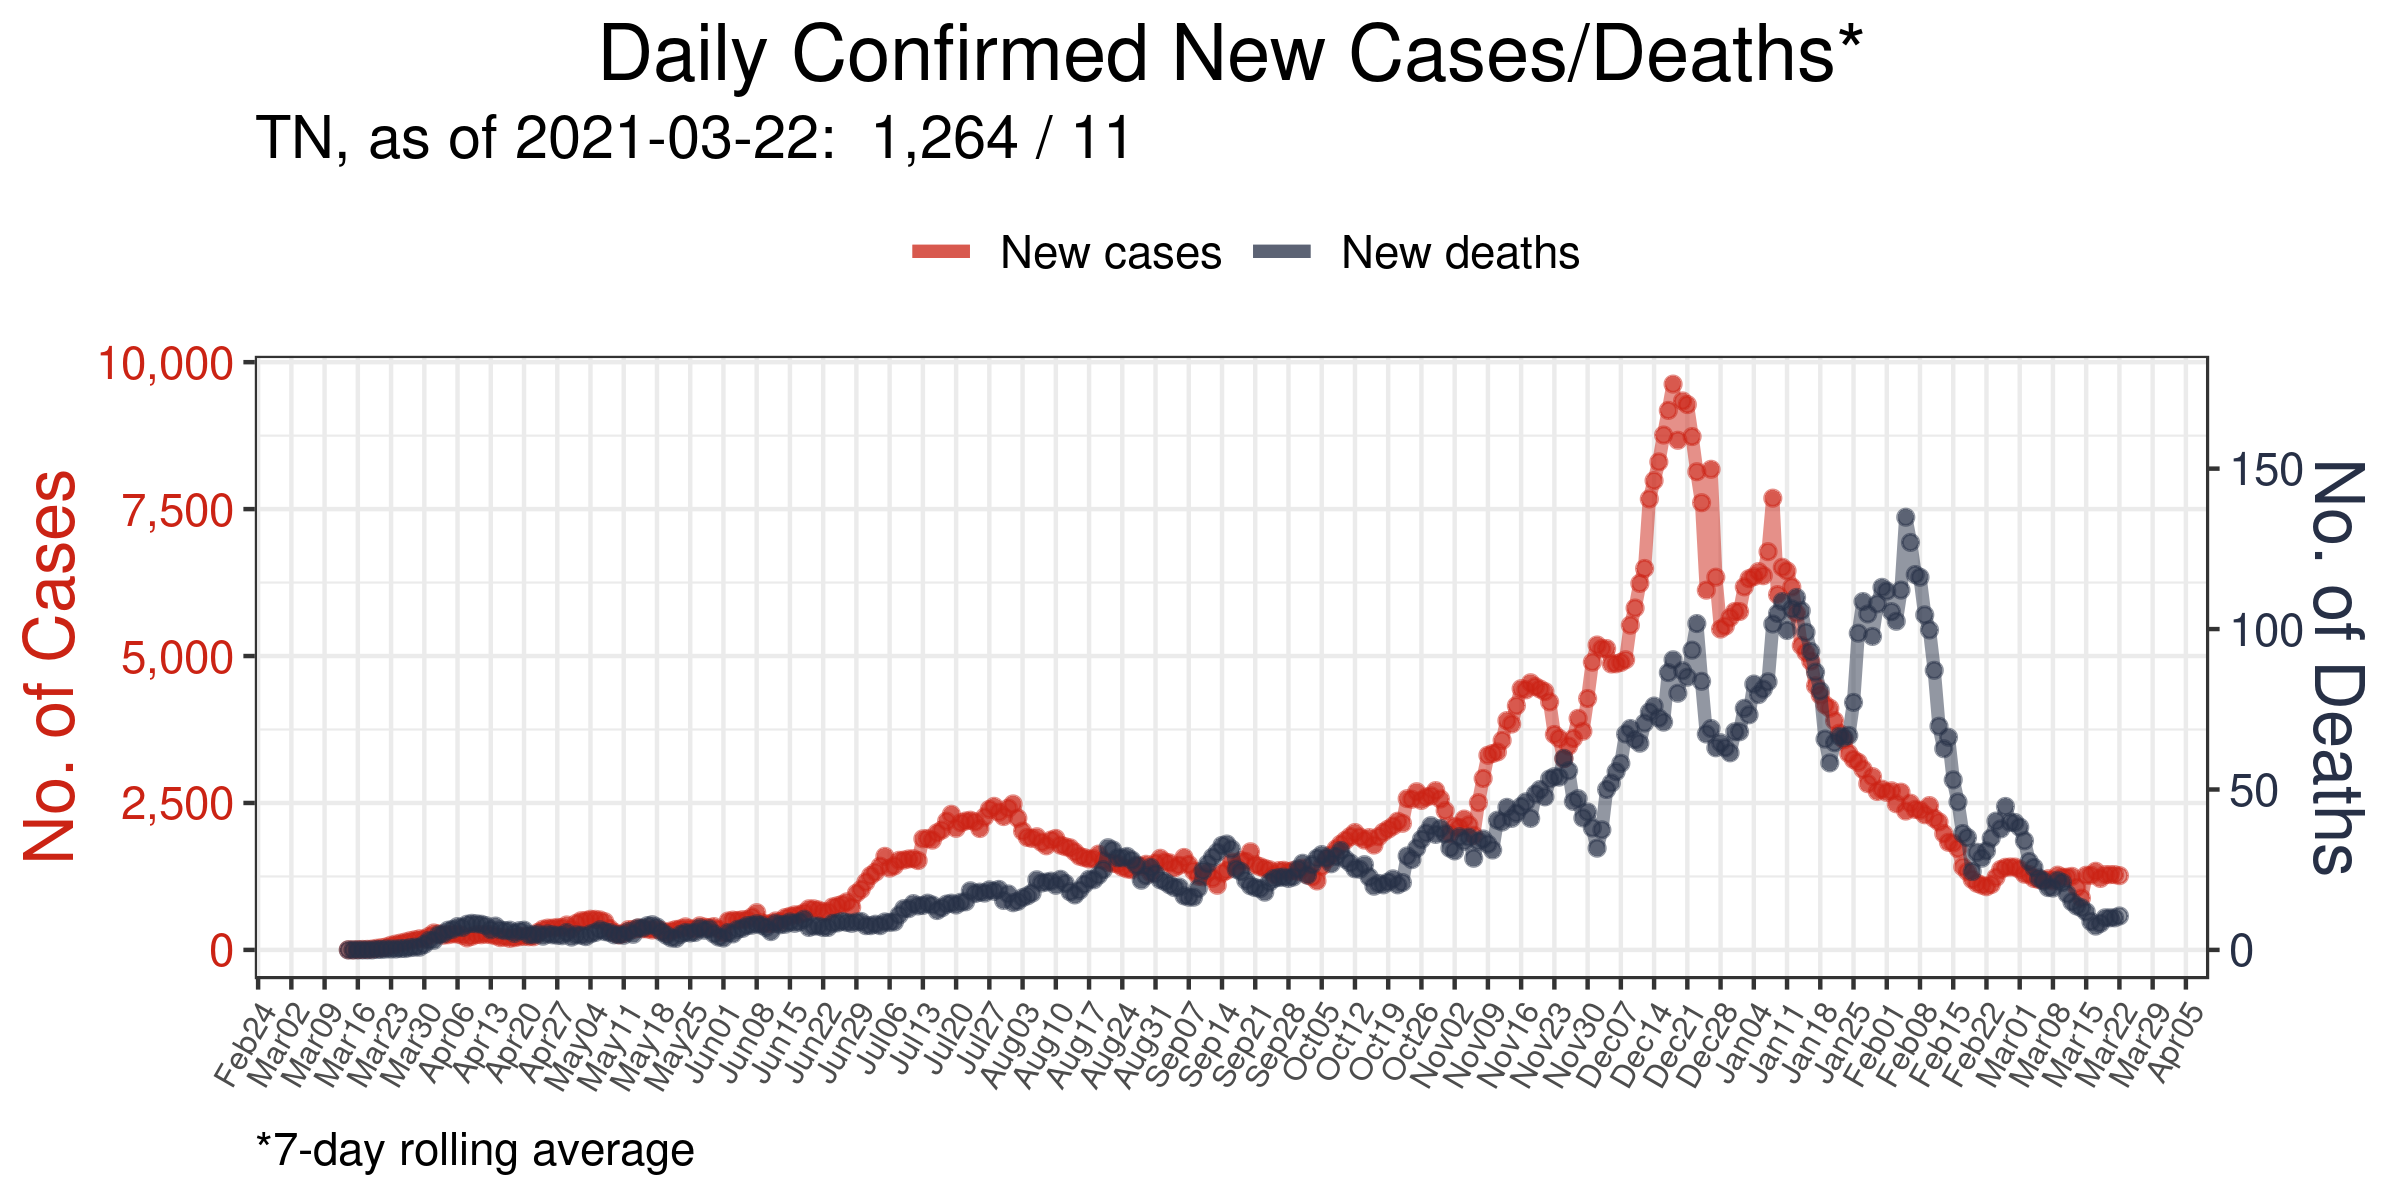 Daily Confirmed New Cases/Deaths*
TN, as of 2021-03-22:  1,264 / 11
New cases
New deaths
No. of Cases
10,000
7,500
5,000
2,500
0
150
100
50
0
No. of Deaths
Feb24
Mar02
Mar09
Mar16
Mar23
Mar30
Apr06
Apr13
Apr20
Apr27
May04
May11
May18
May25
Jun01
Jun08
Jun15
Jun22
Jun29
Jul06
Jul13
Jul20
Jul27
Aug03
Aug10
Aug17
Aug24
Aug31
Sep07
Sep14
Sep21
Sep28
Oct05
Oct12
Oct19
Oct26
Nov02
Nov09
Nov16
Nov23
Nov30
Dec07
Dec14
Dec21
Dec28
Jan04
Jan11
Jan18
Jan25
Feb01
Feb08
Feb15
Feb22
Mar01
Mar08
Mar15
Mar22
Mar29
Apr05
*7-day rolling average